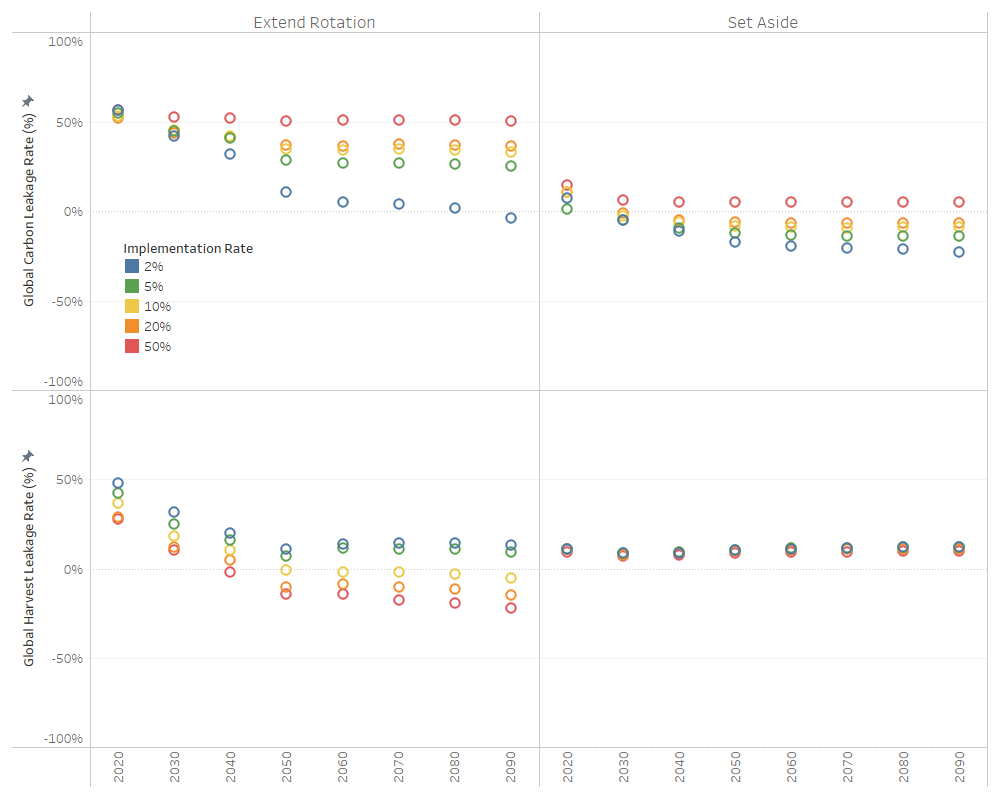 Extend Rotation
Set Aside
Global Carbon Leakage Rate (%)
100%
50%
0%
-50%
-100%
Implementation Rate
2%
5%
10%
20%
50%
Global Harvest Leakage Rate (%)
100%
50%
0%
-50%
-100%
2020 2030 2040 2050 2060 2070 2080 2090 2020 2030 2040 2050 2060 2070 2080 2090